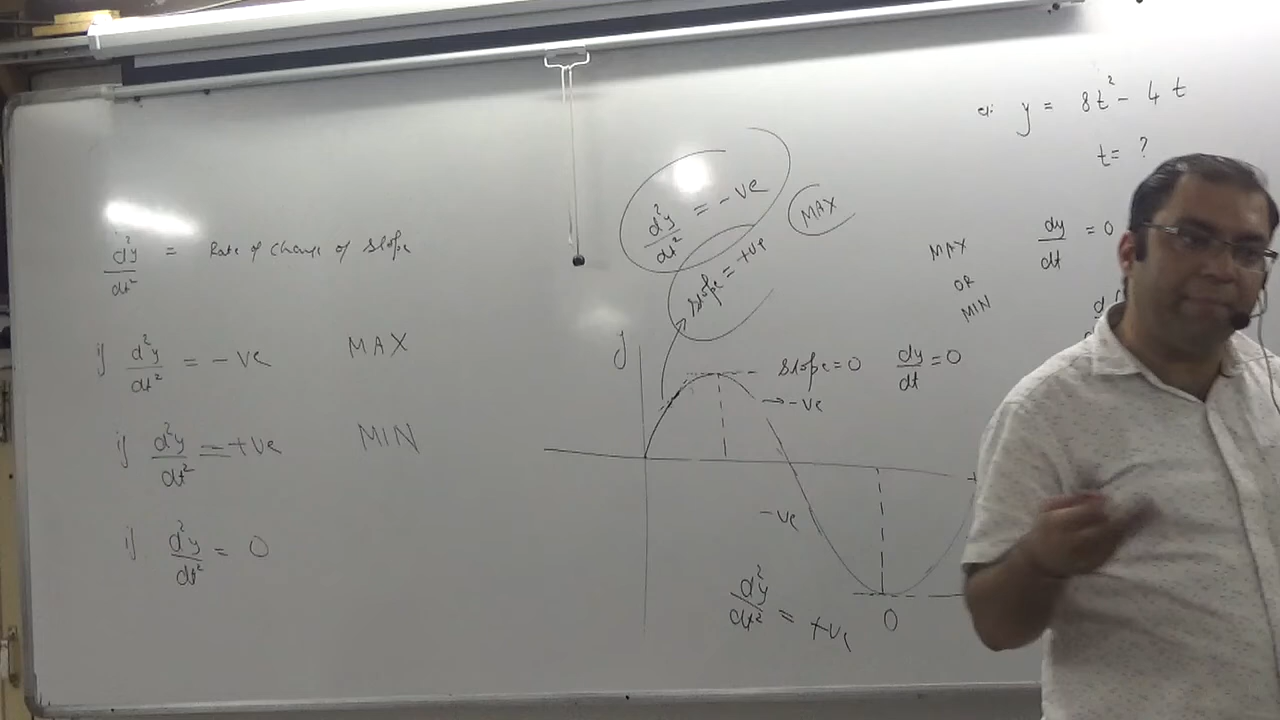 d²y/dt² = Rate of change of slope
if d²y/dt² = -ve MAX
if d²y/dt² = +ve MIN
if d²y/dt² = 0
d²y/dt² = -ve MAX
slope = +ve
y
slope = 0 dy/dt = 0
→ -ve
-ve
d²y/dt² = +ve
0
y = 8t² - 4t
t = ?
MAX
OR
MIN
dy/dt = 0